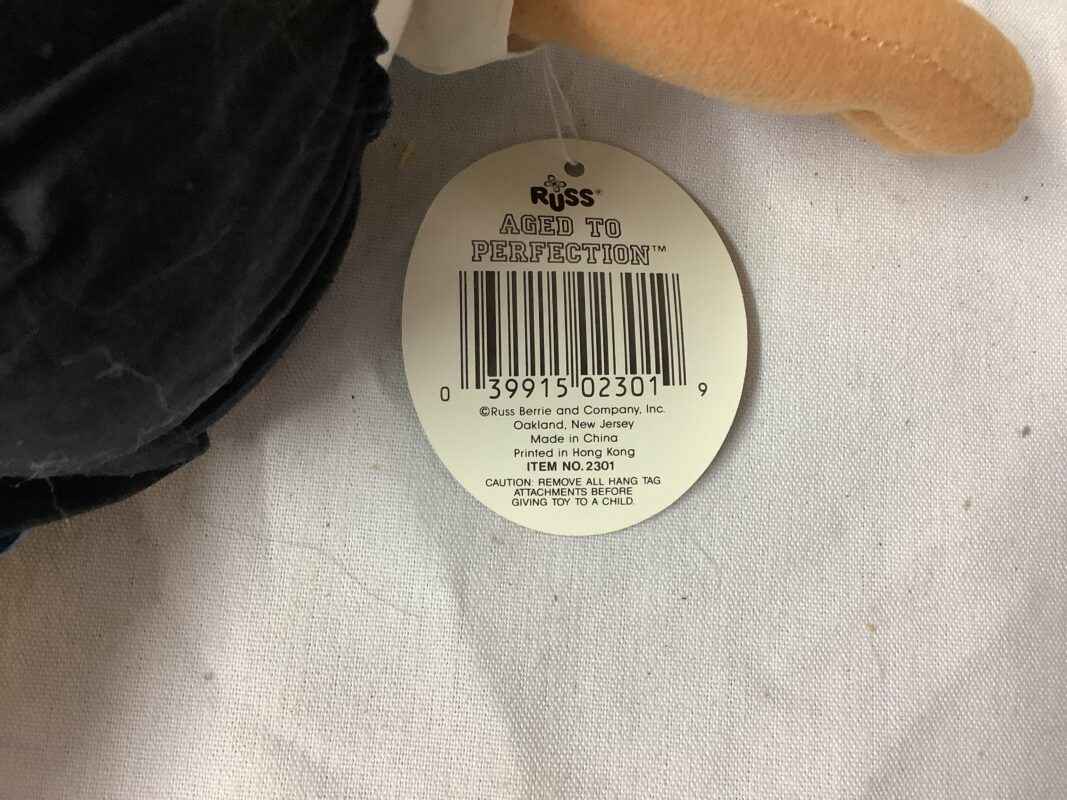 RUSS®
AGED TO
PERFECTION™
0 39915 02301 9
©Russ Berrie and Company, Inc.
Oakland, New Jersey
Made in China
Printed in Hong Kong
ITEM NO. 2301
CAUTION: REMOVE ALL HANG TAG
ATTACHMENTS BEFORE
GIVING TOY TO A CHILD.